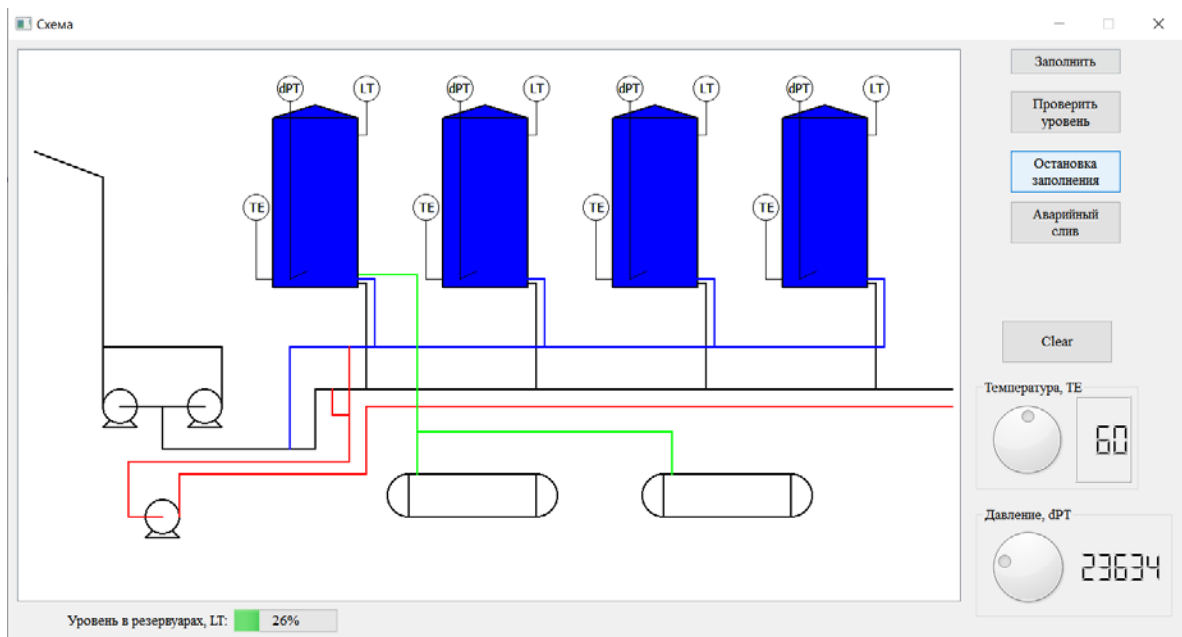 Схема
Заполнить
Проверить
уровень
Остановка
заполнения
Аварийный
слив
Clear
dPT LT dPT LT dPT LT dPT LT
TE TE TE TE
Температура, TE
60
Давление, dPT
23634
Уровень в резервуарах, LT: 26%